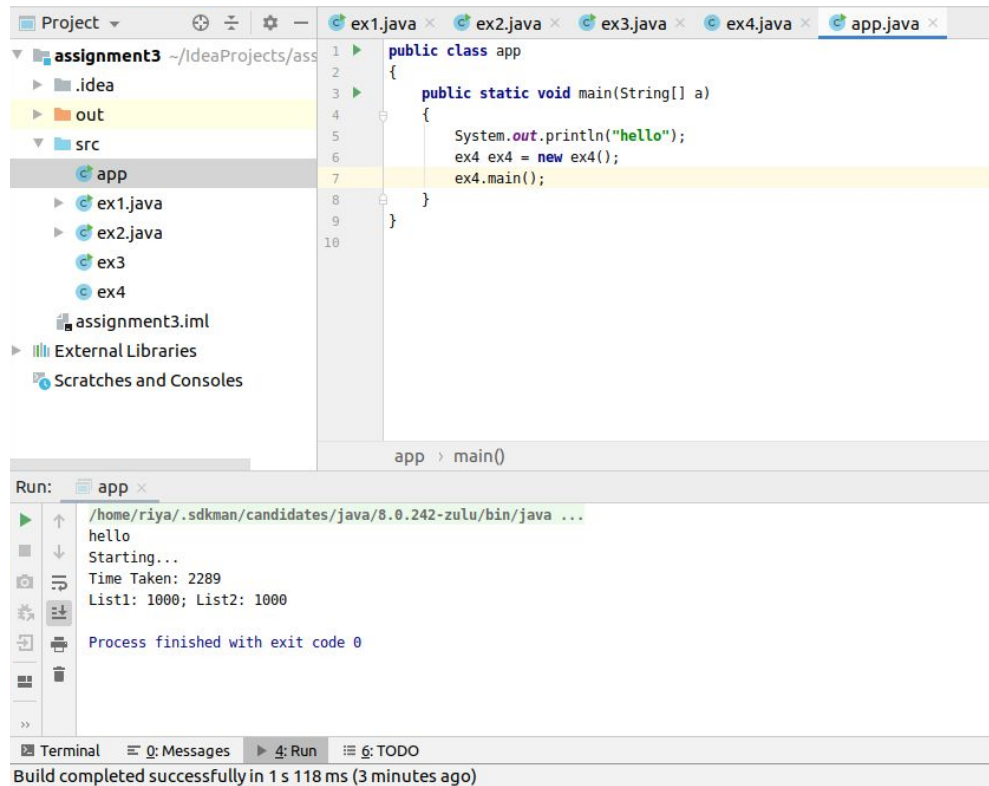 Project
ex1.java ex2.java ex3.java ex4.java app.java
assignment3 ~/IdeaProjects/ass
.idea
out
src
app
ex1.java
ex2.java
ex3
ex4
assignment3.iml
External Libraries
Scratches and Consoles
1 public class app
2 {
3 public static void main(String[] a)
4 {
5 System.out.println("hello");
6 ex4 ex4 = new ex4();
7 ex4.main();
8 }
9 }
10
app › main()
Run: app
/home/riya/.sdkman/candidates/java/8.0.242-zulu/bin/java ...
hello
Starting...
Time Taken: 2289
List1: 1000; List2: 1000
Process finished with exit code 0
Terminal 0: Messages 4: Run 6: TODO
Build completed successfully in 1 s 118 ms (3 minutes ago)